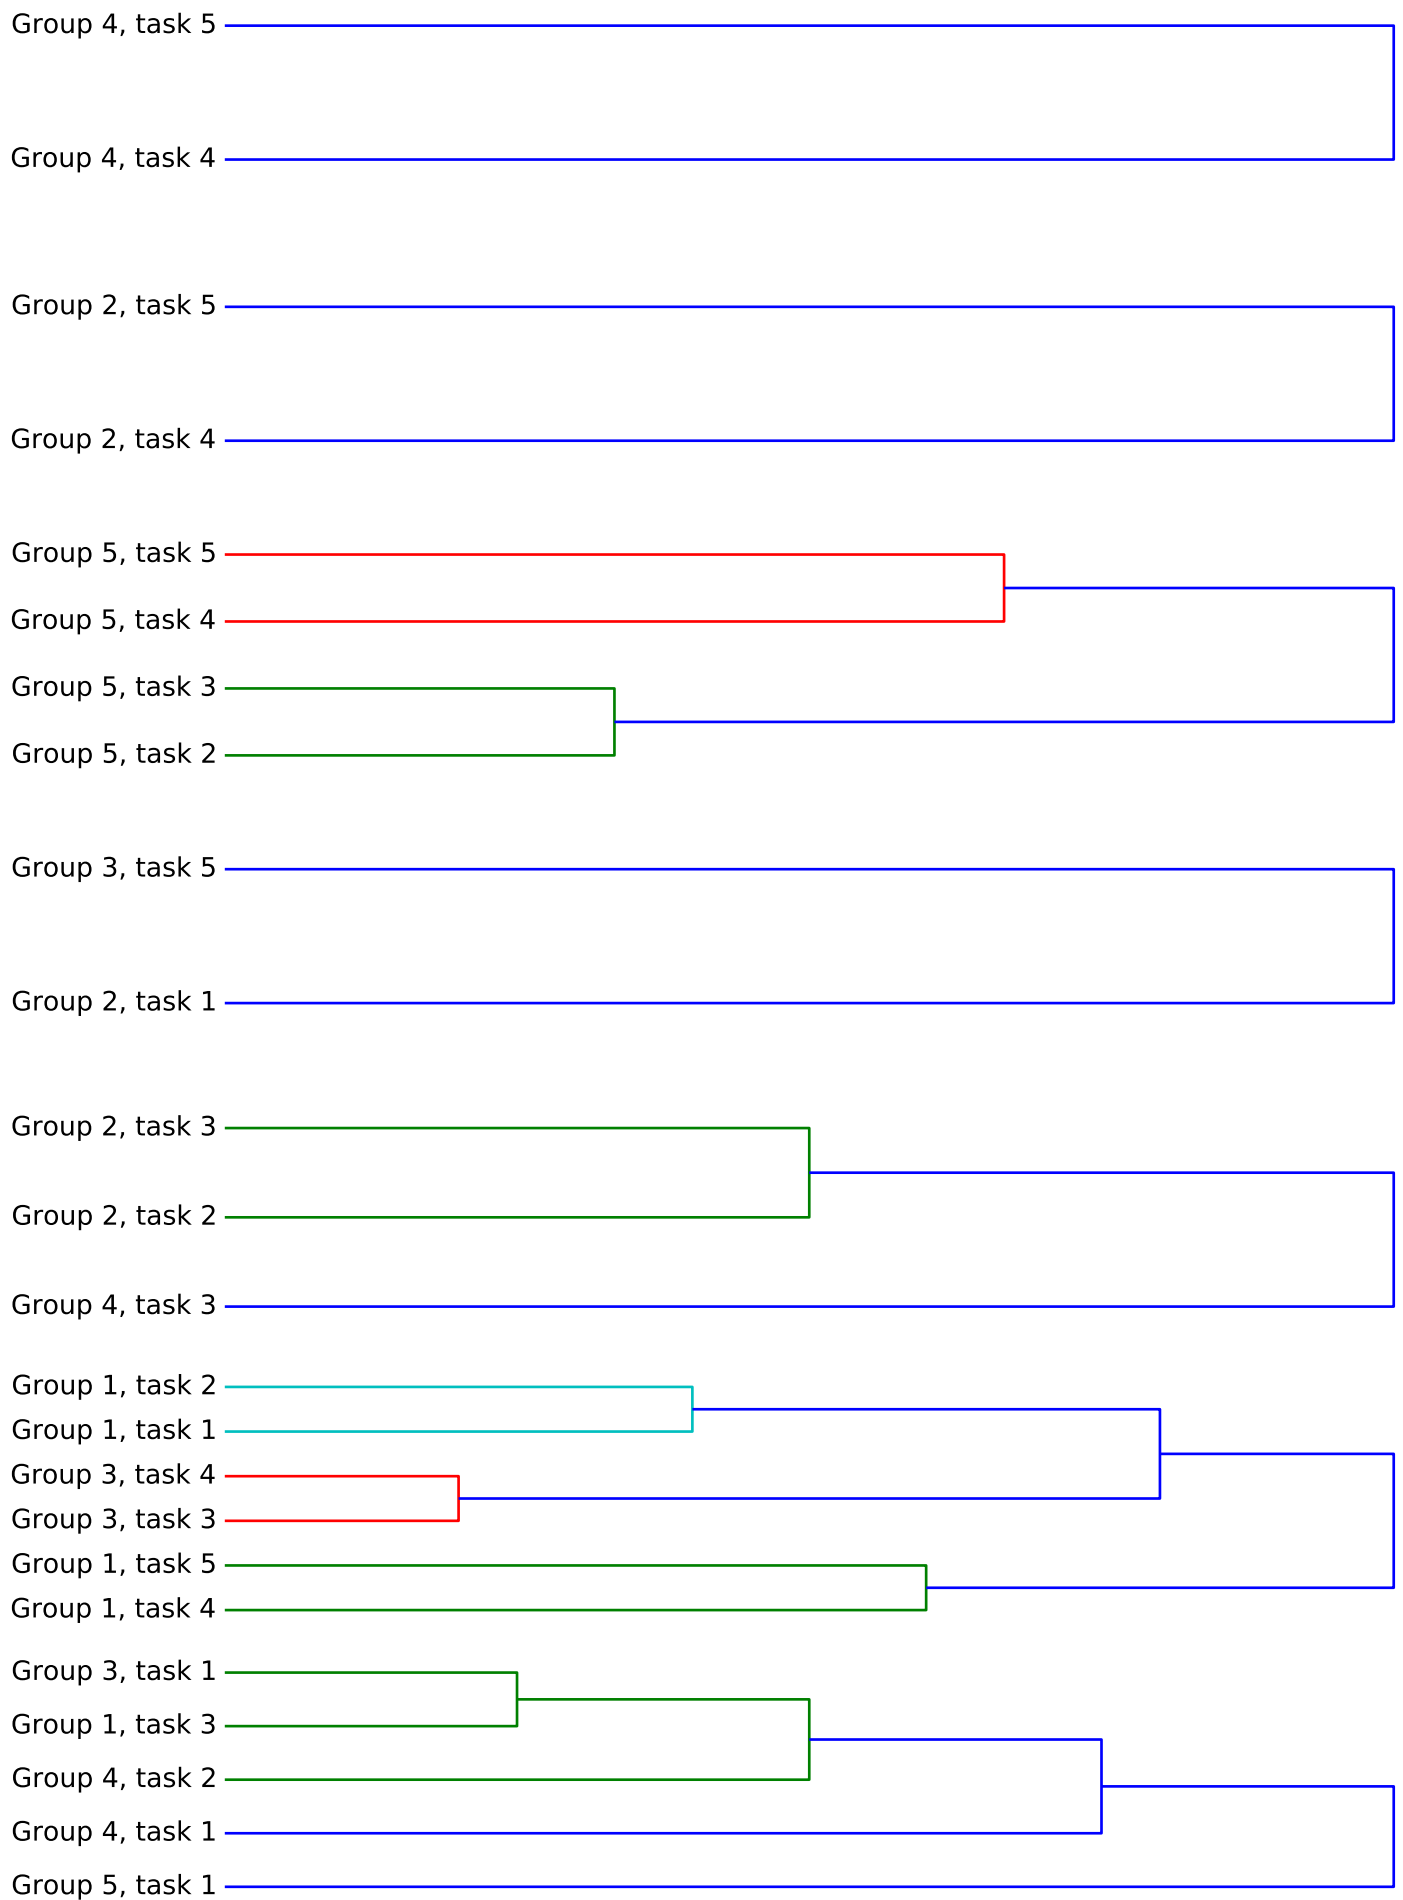 Group 4, task 5
Group 4, task 4
Group 2, task 5
Group 2, task 4
Group 5, task 5
Group 5, task 4
Group 5, task 3
Group 5, task 2
Group 3, task 5
Group 2, task 1
Group 2, task 3
Group 2, task 2
Group 4, task 3
Group 1, task 2
Group 1, task 1
Group 3, task 4
Group 3, task 3
Group 1, task 5
Group 1, task 4
Group 3, task 1
Group 1, task 3
Group 4, task 2
Group 4, task 1
Group 5, task 1